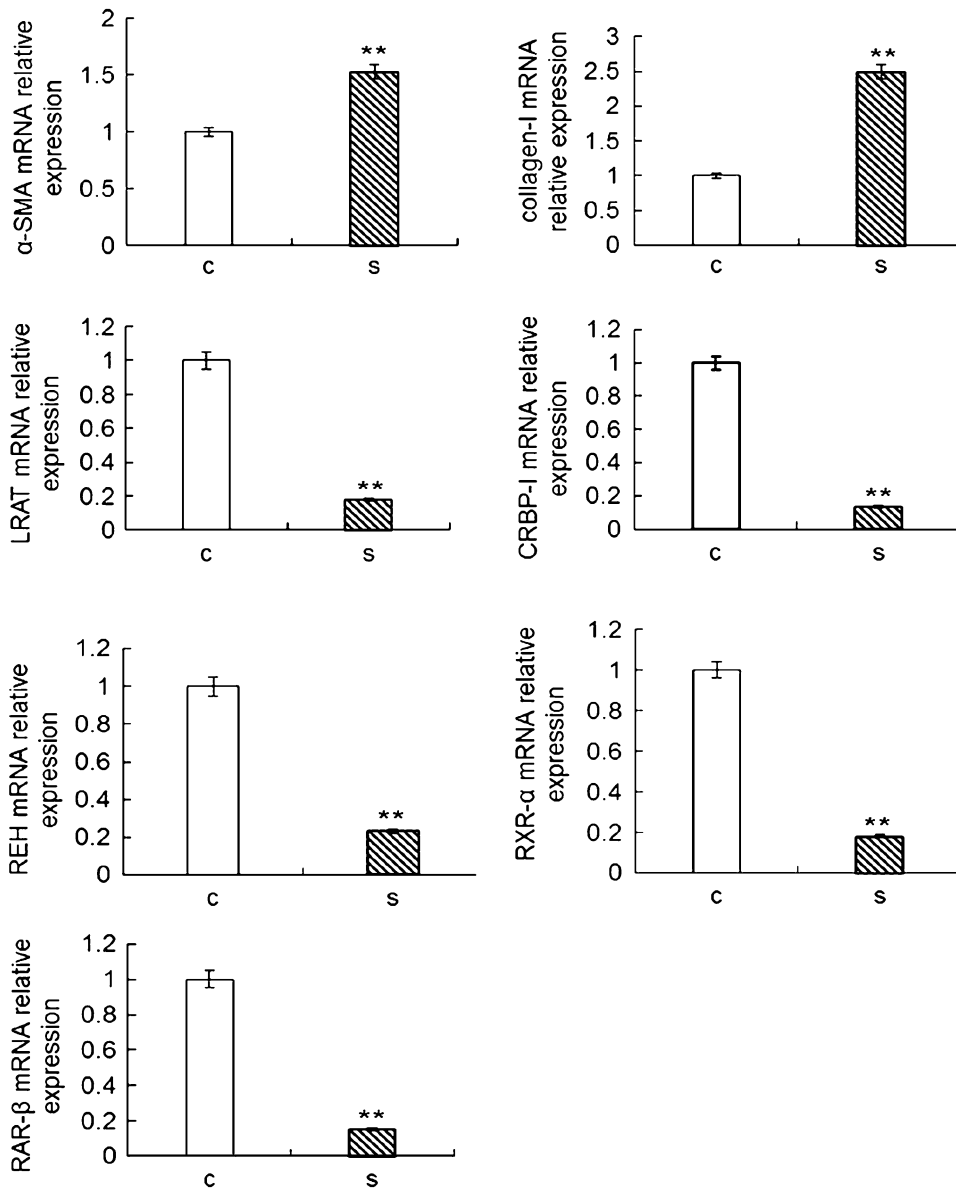 α-SMA mRNA relative
expression
2
1.5
1
0.5
0
**
c
s
collagen-I mRNA
relative expression
3
2.5
2
1.5
1
0.5
0
**
c
s
LRAT mRNA relative
expression
1.2
1
0.8
0.6
0.4
0.2
0
**
c
s
CRBP-I mRNA relative
expression
1.2
1
0.8
0.6
0.4
0.2
0
**
c
s
REH mRNA relative
expression
1.2
1
0.8
0.6
0.4
0.2
0
**
c
s
RXR-α mRNA relative
expression
1.2
1
0.8
0.6
0.4
0.2
0
**
c
s
RAR-β mRNA relative
expression
1.2
1
0.8
0.6
0.4
0.2
0
**
c
s